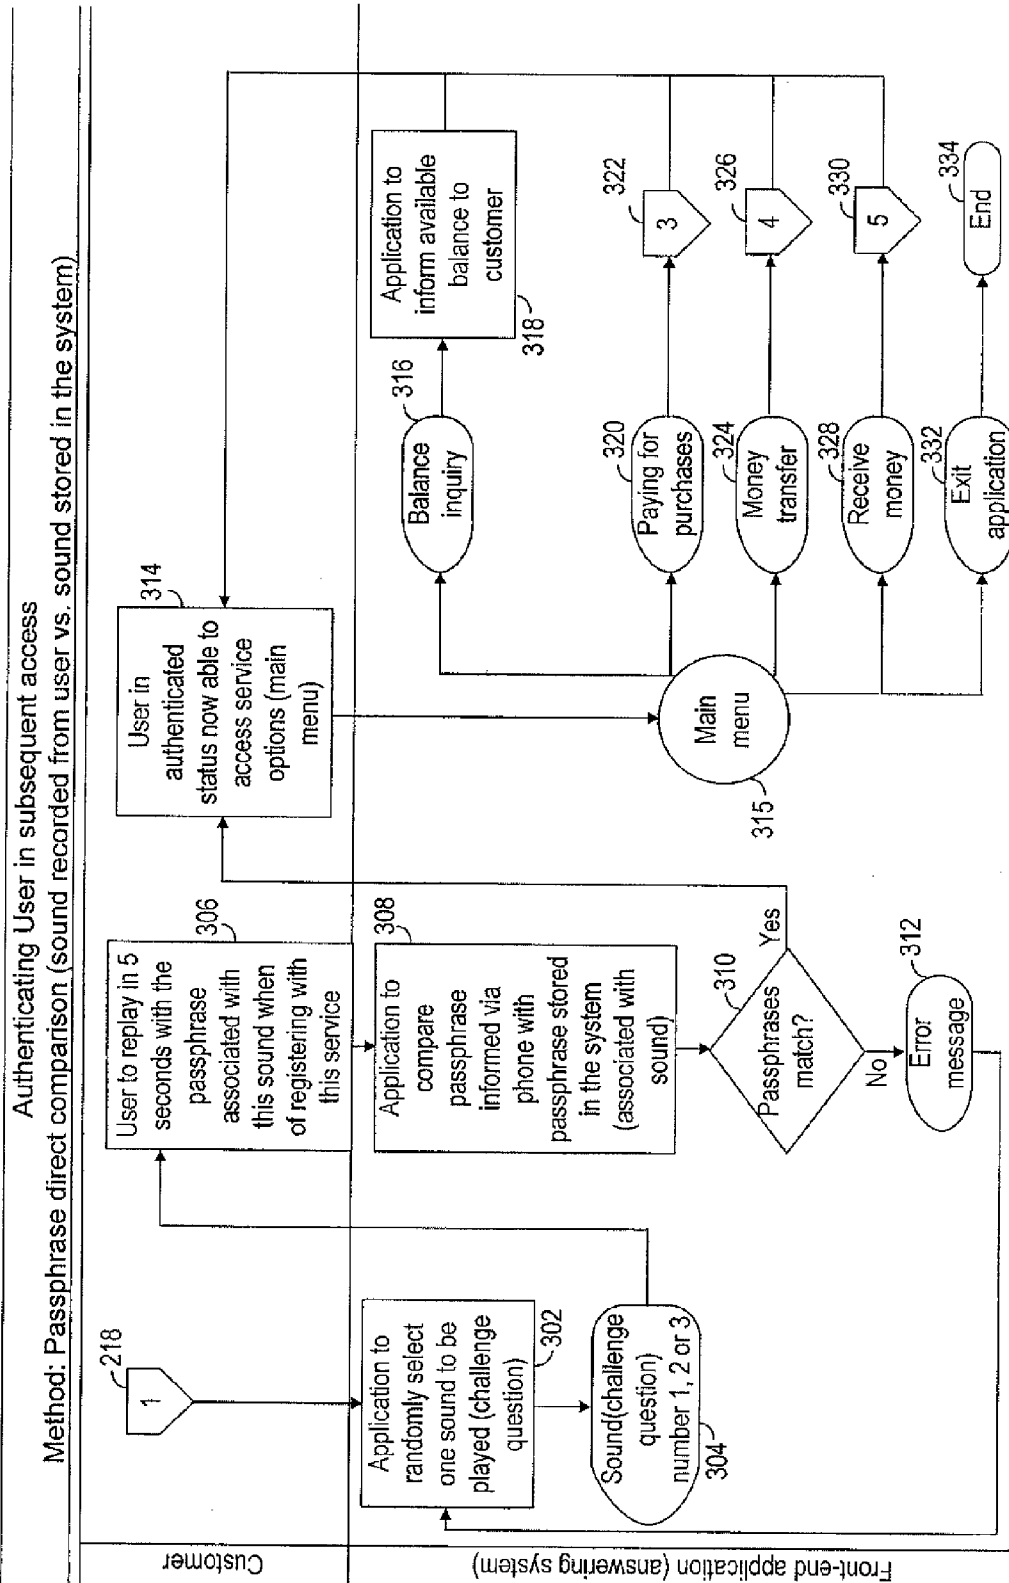 Authenticating User in subsequent access
Method: Passphrase direct comparison (sound recorded from user vs. sound stored in the system)
Customer
218
1
User to replay in 5
seconds with the
passphrase
associated with
this sound when
of registering with
this service
306
User in
authenticated
status now able to
access service
options (main
menu)
314
Front-end application (answering system)
Application to
randomly select
one sound to be
played (challenge
question)
302
Sound(challenge
question)
number 1, 2 or 3
304
Application to
compare
passphrase
informed via
phone with
passphrase stored
in the system
(associated with
sound)
308
Passphrases
match?
310
Yes
No
Error
message
312
Main
menu
315
Balance
inquiry
316
Application to
inform available
balance to
customer
318
Paying for
purchases
320
3
322
Money
transfer
324
4
326
Receive
money
328
5
330
Exit
application
332
End
334